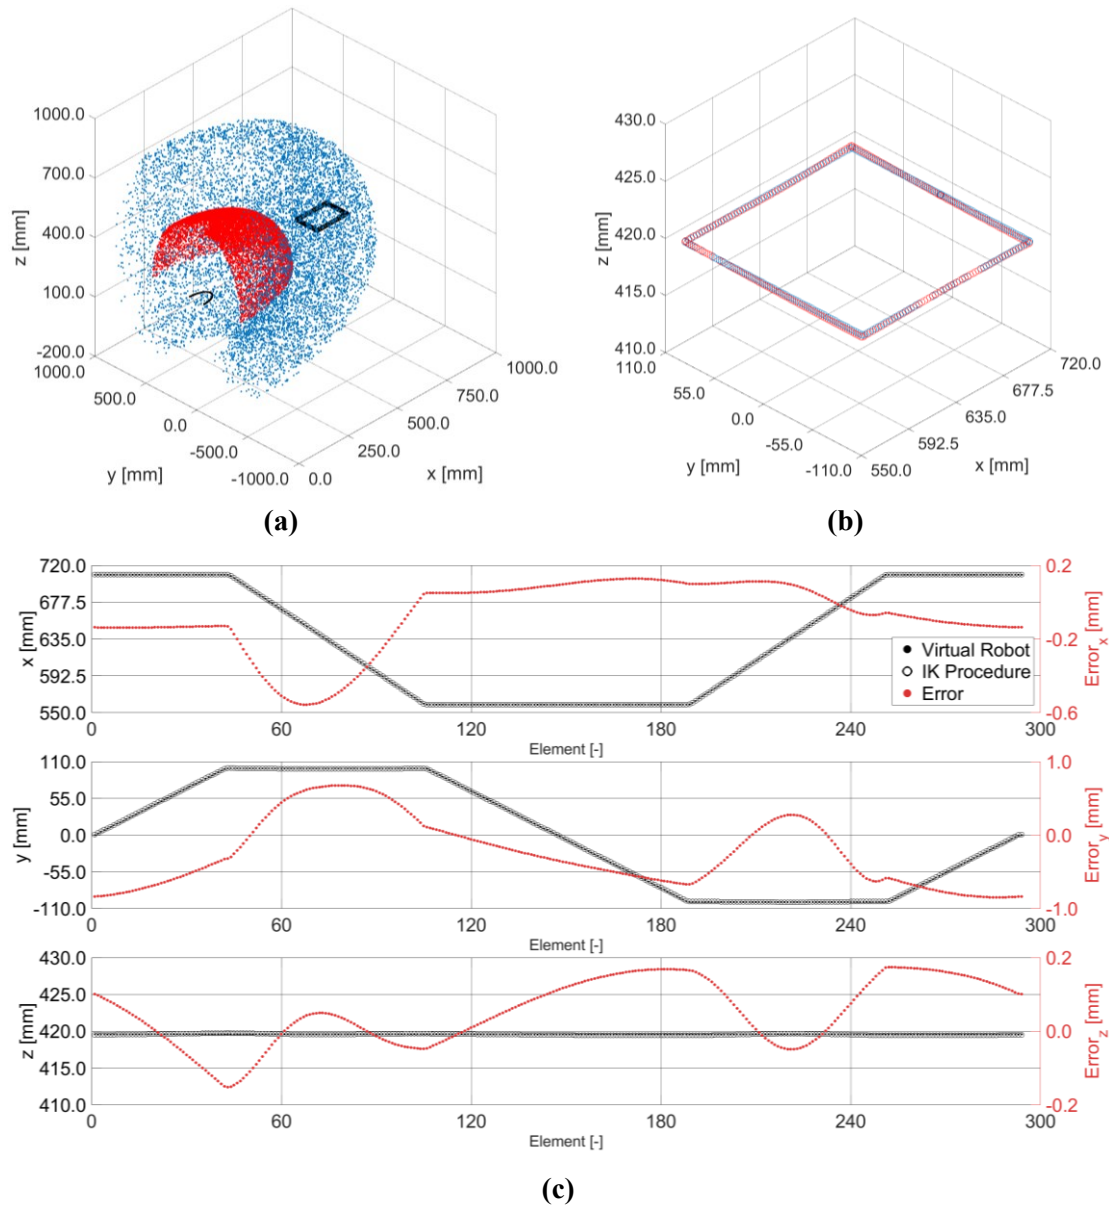 1000.0
700.0
400.0
100.0
-200.0
z [mm]
1000.0
500.0
0.0
-500.0
-1000.0
y [mm]
0.0
250.0
500.0
750.0
1000.0
x [mm]
(a)
430.0
425.0
420.0
415.0
410.0
z [mm]
110.0
55.0
0.0
-55.0
-110.0
y [mm]
550.0
592.5
635.0
677.5
720.0
x [mm]
(b)
720.0
677.5
635.0
592.5
550.0
x [mm]
0.2
-0.2
-0.6
Errorx [mm]
Virtual Robot
IK Procedure
Error
0 60 120 180 240 300
Element [-]
110.0
55.0
0.0
-55.0
-110.0
y [mm]
1.0
0.0
-1.0
Errory [mm]
0 60 120 180 240 300
Element [-]
430.0
425.0
420.0
415.0
410.0
z [mm]
0.2
0.0
-0.2
Errorz [mm]
0 60 120 180 240 300
Element [-]
(c)